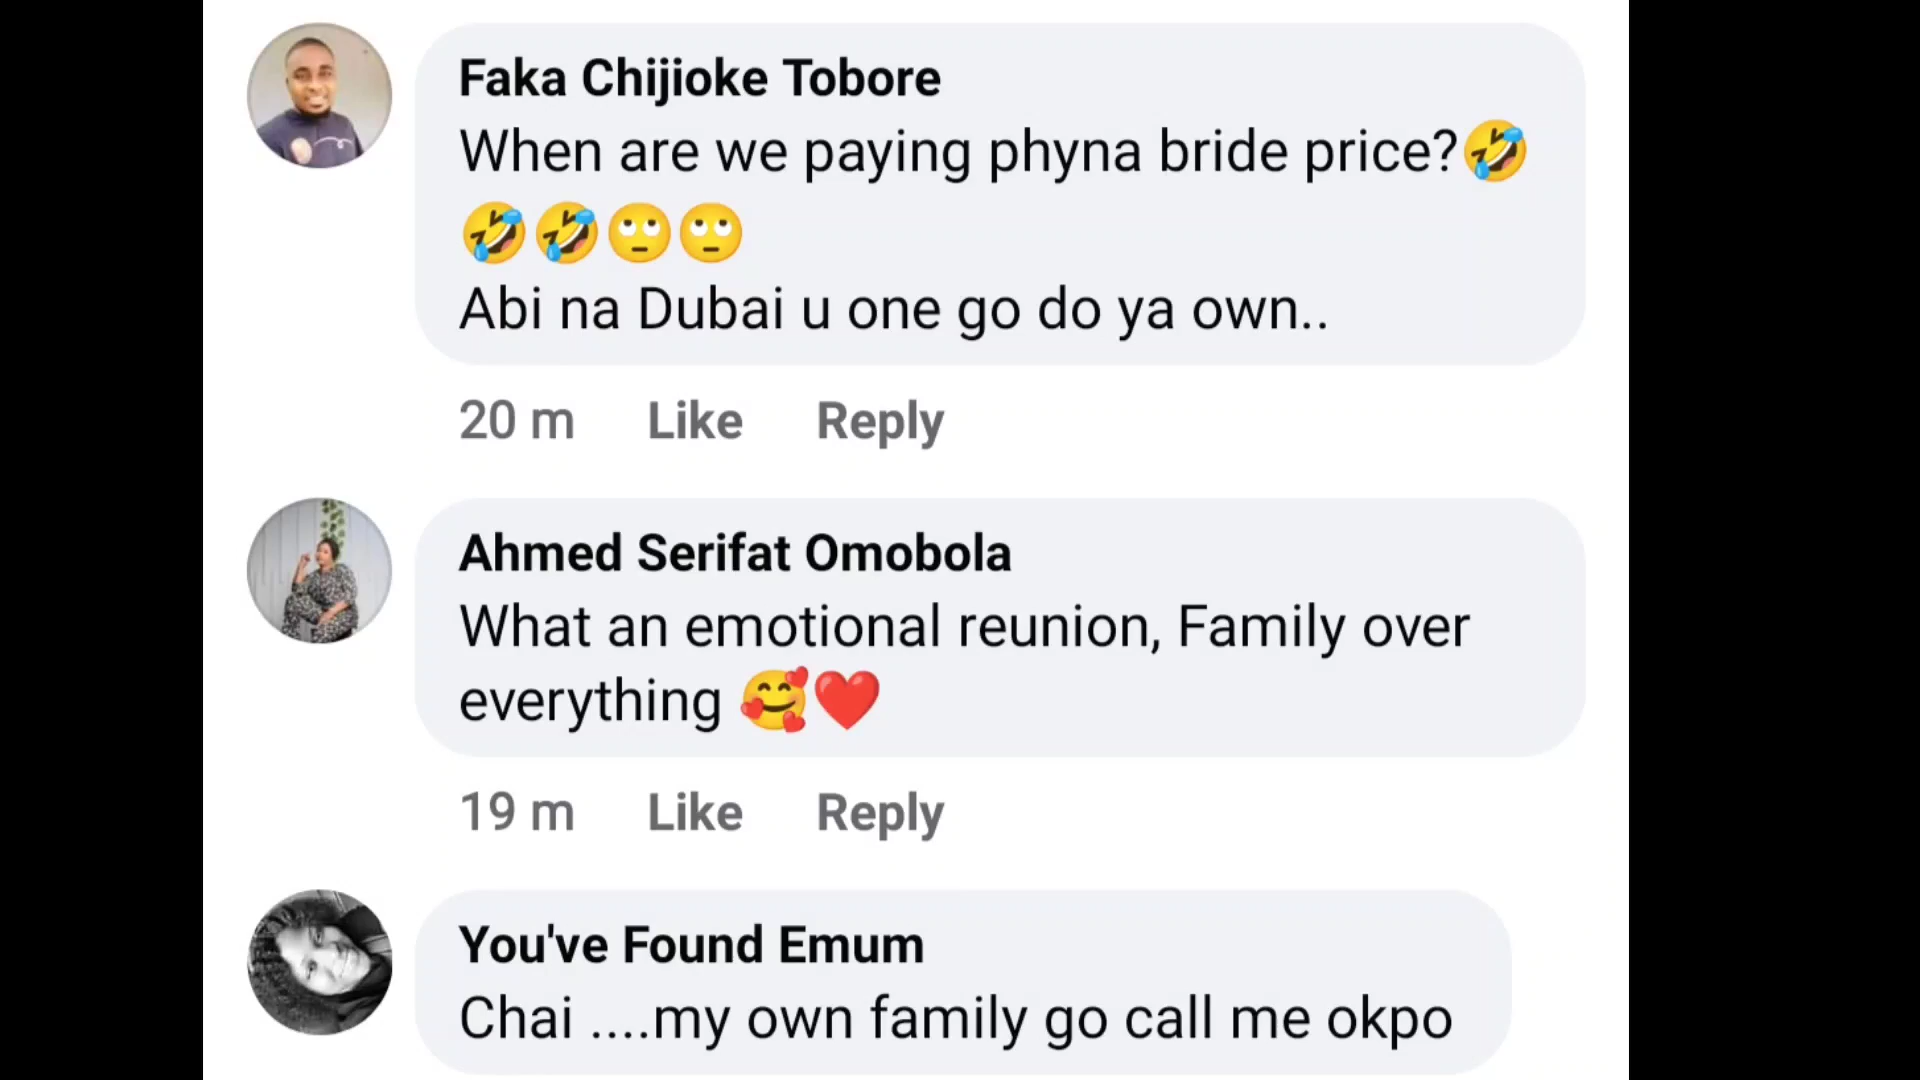 Faka Chijioke Tobore
When are we paying phyna bride price?🤣
🤣🤣🙄🙄
Abi na Dubai u one go do ya own..
20 m Like Reply
Ahmed Serifat Omobola
What an emotional reunion, Family over
everything 🥰❤️
19 m Like Reply
You've Found Emum
Chai ....my own family go call me okpo